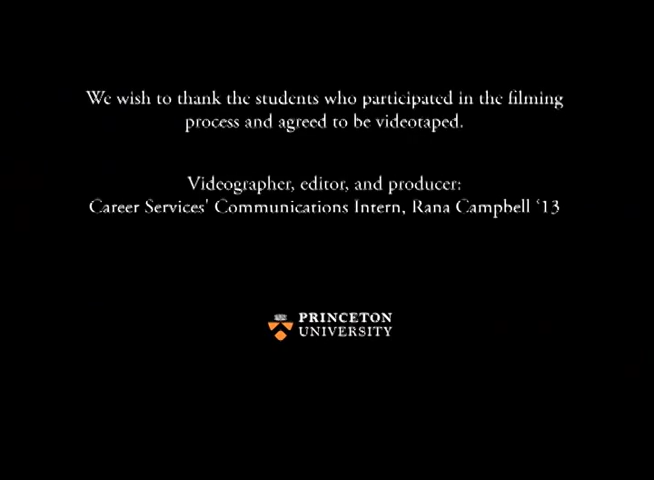 We wish to thank the students who participated in the filming
process and agreed to be videotaped.
Videographer, editor, and producer:
Career Services' Communications Intern, Rana Campbell ‘13
PRINCETON
UNIVERSITY